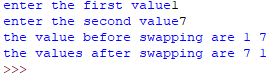 enter the first value1
enter the second value7
the value before swapping are 1 7
the values after swapping are 7 1
>>>